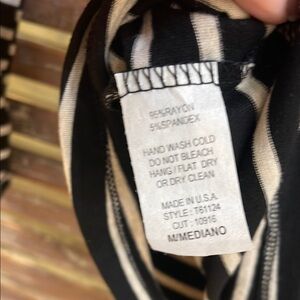 95%RAYON
5%SPANDEX
HAND WASH COLD
DO NOT BLEACH
HANG/FLAT DRY
OR DRY CLEAN
MADE IN U.S.A.
STYLE : T61124
CUT : 10916
M/MEDIANO